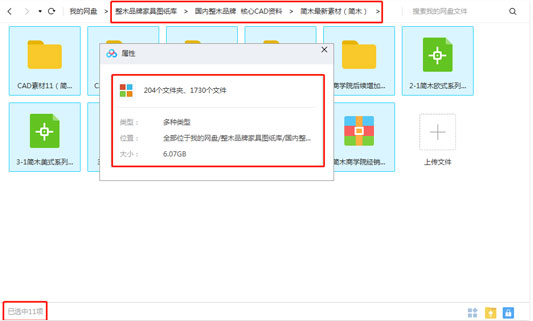 我的网盘 > 整木品牌家具图纸库 > 国内整木品牌 核心CAD资料 > 简木最新素材（简木） >
搜索我的网盘文件
属性
CAD素材11（简...
商学院后续增加...
2-1简木欧式系列...
204个文件夹，1730个文件
类型： 多种类型
位置： 全部位于我的网盘/整木品牌家具图纸库/国内整...
大小： 6.07GB
3-1简木美式系列...
简木商学院经销...
上传文件
已选中11项